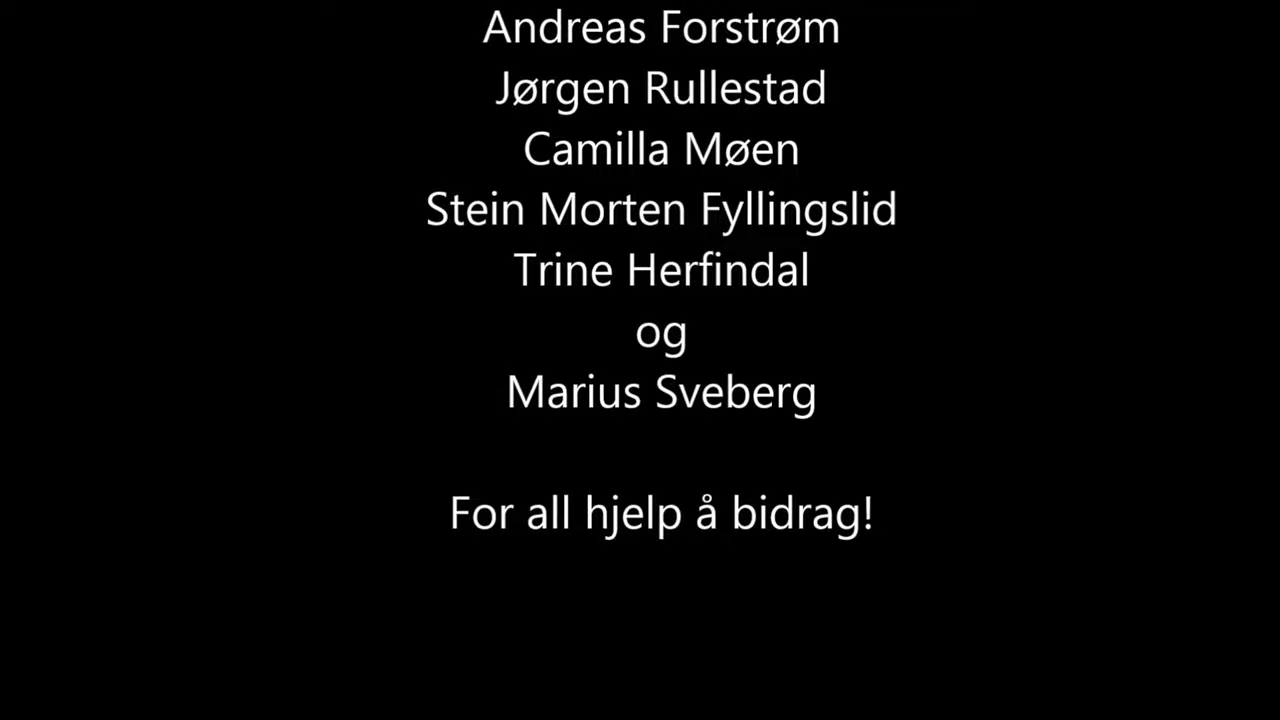 Andreas Forstrøm
Jørgen Rullestad
Camilla Møen
Stein Morten Fyllingslid
Trine Herfindal
og
Marius Sveberg
For all hjelp å bidrag!